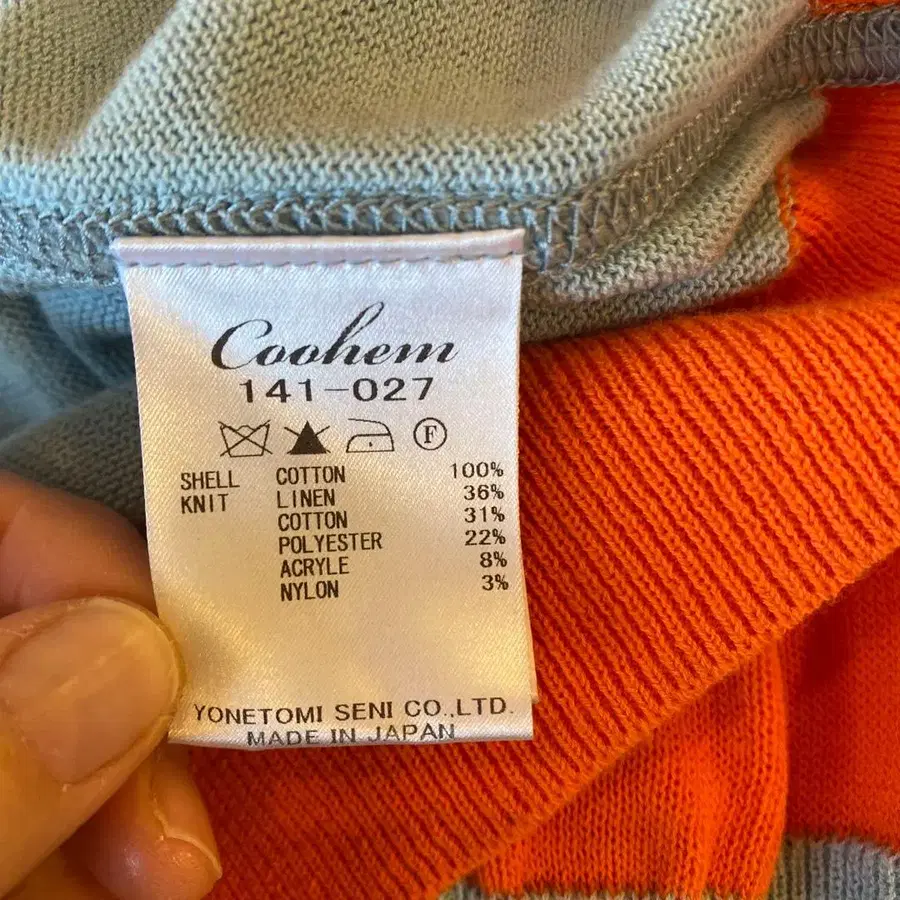 Coohem
141-027
F
SHELL COTTON 100%
KNIT LINEN 36%
COTTON 31%
POLYESTER 22%
ACRYLE 8%
NYLON 3%
YONETOMI SENI CO.,LTD.
MADE IN JAPAN